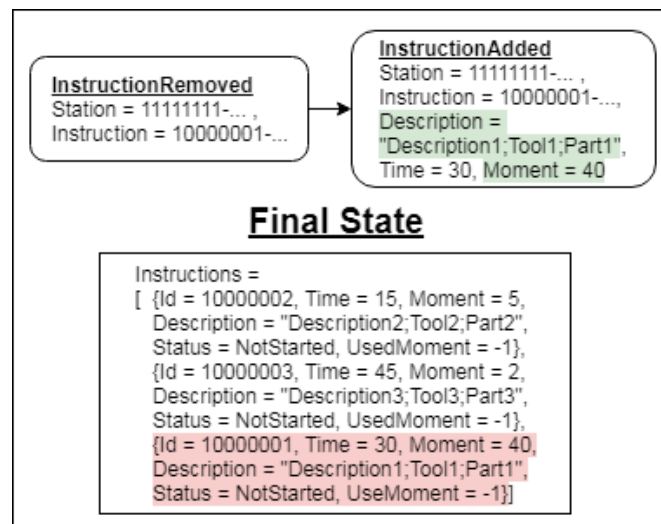 InstructionRemoved
Station = 11111111-... ,
Instruction = 10000001-...
InstructionAdded
Station = 11111111-... ,
Instruction = 10000001-...,
Description =
"Description1;Tool1;Part1",
Time = 30, Moment = 40
Final State
Instructions =
[ {Id = 10000002, Time = 15, Moment = 5,
Description = "Description2;Tool2;Part2",
Status = NotStarted, UsedMoment = -1},
{Id = 10000003, Time = 45, Moment = 2,
Description = "Description3;Tool3;Part3",
Status = NotStarted, UsedMoment = -1},
{Id = 10000001, Time = 30, Moment = 40,
Description = "Description1;Tool1;Part1",
Status = NotStarted, UseMoment = -1}]